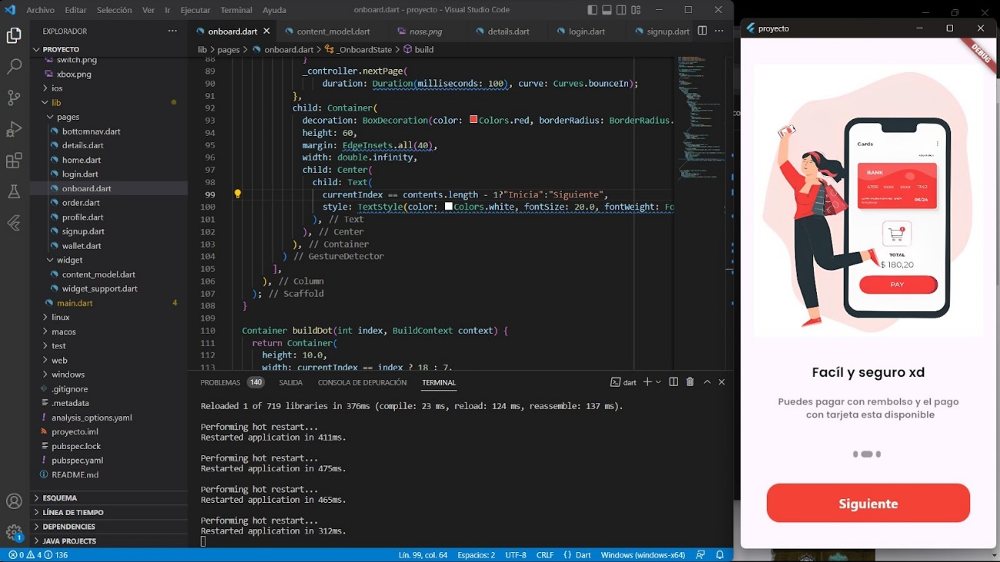 Archivo Editar Selección Ver Ir Ejecutar Terminal Ayuda
onboard.dart - proyecto - Visual Studio Code
EXPLORADOR
PROYECTO
switch.png
xbox.png
ios
lib
pages
bottomnav.dart
details.dart
home.dart
login.dart
onboard.dart
order.dart
profile.dart
signup.dart
wallet.dart
widget
content_model.dart
widget_support.dart
main.dart 4
linux
macos
test
web
windows
.gitignore
.metadata
analysis_options.yaml
proyecto.iml
pubspec.lock
pubspec.yaml
README.md
ESQUEMA
LÍNEA DE TIEMPO
DEPENDENCIES
JAVA PROJECTS
onboard.dart content_model.dart nose.png details.dart login.dart signup.dart
lib > pages > onboard.dart > _OnboardState > build
88 }
89 _controller.nextPage(
90 duration: Duration(milliseconds: 100), curve: Curves.bounceIn);
91 },
92 child: Container(
93 decoration: BoxDecoration(color: Colors.red, borderRadius: BorderRadius.
94 height: 60,
95 margin: EdgeInsets.all(40),
96 width: double.infinity,
97 child: Center(
98 child: Text(
99 currentIndex == contents.length - 1?"Inicia":"Siguiente",
100 style: TextStyle(color: Colors.white, fontSize: 20.0, fontWeight: Fo
101 ), // Text
102 ), // Center
103 ), // Container
104 ) // GestureDetector
105 ],
106 ), // Column
107 ); // Scaffold
108 }
109
110 Container buildDot(int index, BuildContext context) {
111 return Container(
112 height: 10.0,
113 width: currentIndex == index ? 18 : 7,
PROBLEMAS 140 SALIDA CONSOLA DE DEPURACIÓN TERMINAL
dart
Reloaded 1 of 719 libraries in 376ms (compile: 23 ms, reload: 124 ms, reassemble: 137 ms).
Performing hot restart...
Restarted application in 411ms.
Performing hot restart...
Restarted application in 475ms.
Performing hot restart...
Restarted application in 465ms.
Performing hot restart...
Restarted application in 312ms.
1
0 4 136
Lín. 99, col. 64 Espacios: 2 UTF-8 CRLF {} Dart Windows (windows-x64)
proyecto
DEBUG
Cards
BANK
4358 xxxx xxxx 1342
06/24
1
TOTAL
$ 180,20
PAY
Facíl y seguro xd
Puedes pagar con rembolso y el pago
con tarjeta esta disponible
Siguiente